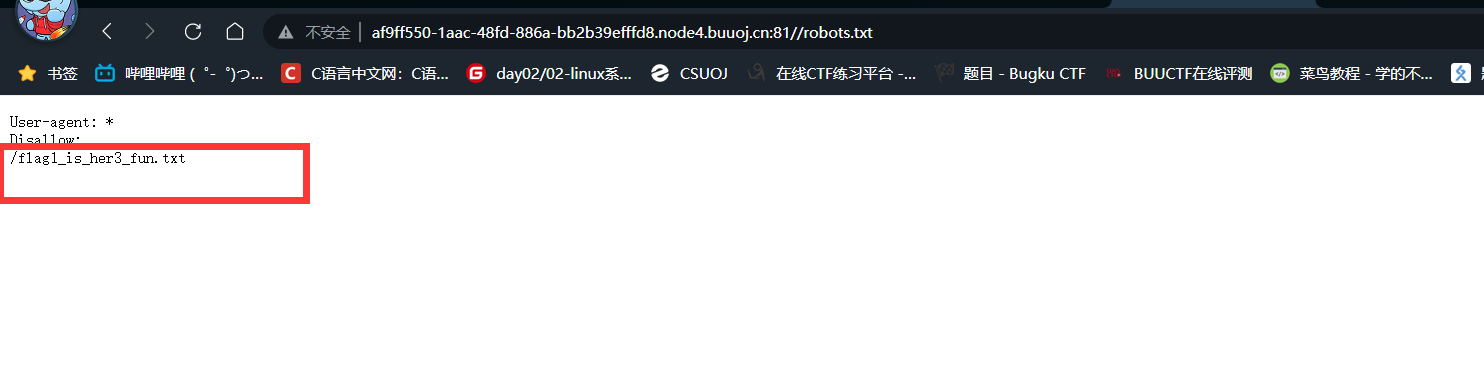 不安全 af9ff550-1aac-48fd-886a-bb2b39efffd8.node4.buuoj.cn:81//robots.txt
书签 哔哩哔哩 (゜-゜)つ... C语言中文网：C语... day02/02-linux系... CSUOJ 在线CTF练习平台 -... 题目 - Bugku CTF BUUCTF在线评测 菜鸟教程 - 学的不...
User-agent: *
Disallow:
/flag1_is_her3_fun.txt